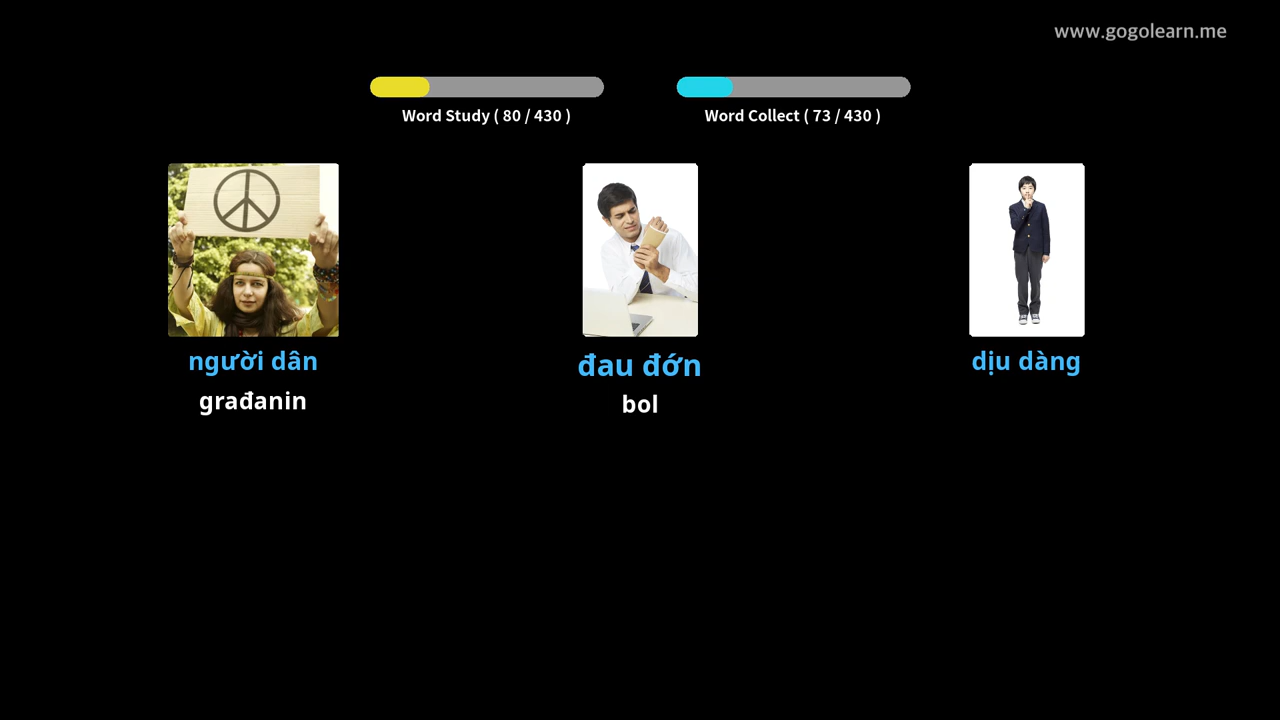 www.gogolearn.me
Word Study ( 80 / 430 )
Word Collect ( 73 / 430 )
người dân
đau đớn
dịu dàng
građanin
bol